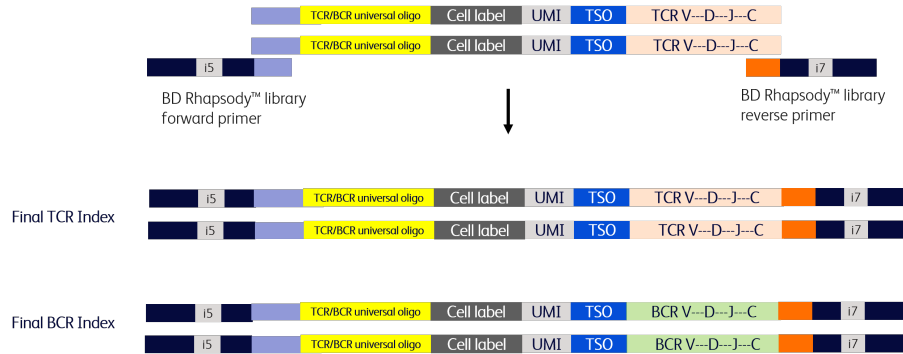 TCR/BCR universal oligo Cell label UMI TSO TCR V---D---J---C
TCR/BCR universal oligo Cell label UMI TSO TCR V---D---J---C
i5 i7
BD Rhapsody™ library
forward primer
BD Rhapsody™ library
reverse primer
Final TCR Index
i5 TCR/BCR universal oligo Cell label UMI TSO TCR V---D---J---C i7
i5 TCR/BCR universal oligo Cell label UMI TSO TCR V---D---J---C i7
Final BCR Index
i5 TCR/BCR universal oligo Cell label UMI TSO BCR V---D---J---C i7
i5 TCR/BCR universal oligo Cell label UMI TSO BCR V---D---J---C i7